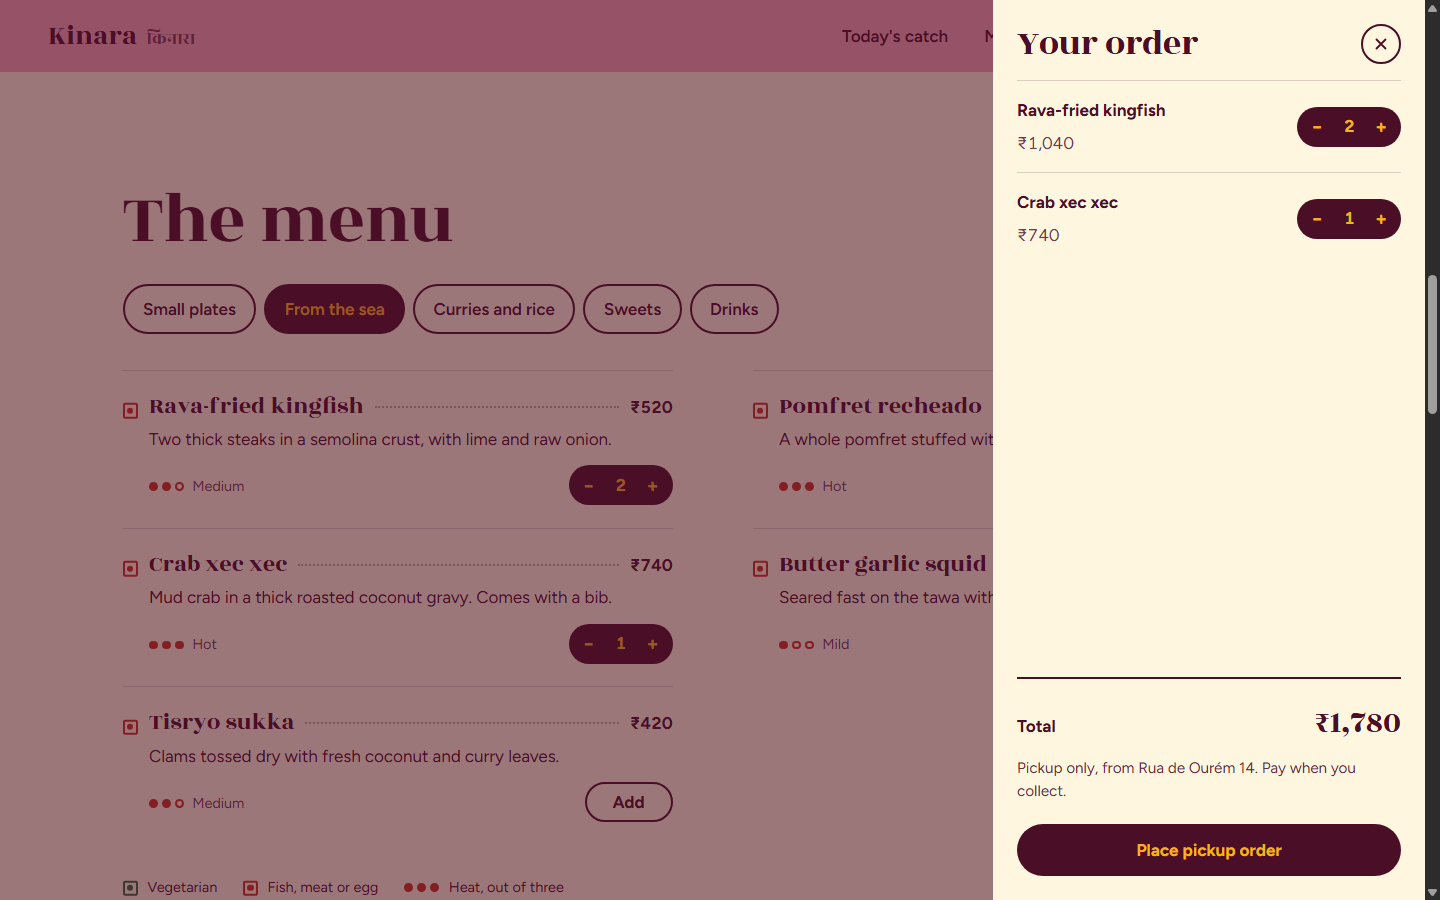 Kinara किनारा
Today's catch
Your order
Rava-fried kingfish
₹1,040
− 2 +
Crab xec xec
₹740
− 1 +
Total ₹1,780
Pickup only, from Rua de Ourém 14. Pay when you
collect.
Place pickup order
The menu
Small plates
From the sea
Curries and rice
Sweets
Drinks
Rava-fried kingfish ₹520
Two thick steaks in a semolina crust, with lime and raw onion.
Medium
− 2 +
Crab xec xec ₹740
Mud crab in a thick roasted coconut gravy. Comes with a bib.
Hot
− 1 +
Tisryo sukka ₹420
Clams tossed dry with fresh coconut and curry leaves.
Medium
Add
Pomfret recheado
A whole pomfret stuffed wit
Hot
Butter garlic squid
Seared fast on the tawa with
Mild
Vegetarian
Fish, meat or egg
Heat, out of three